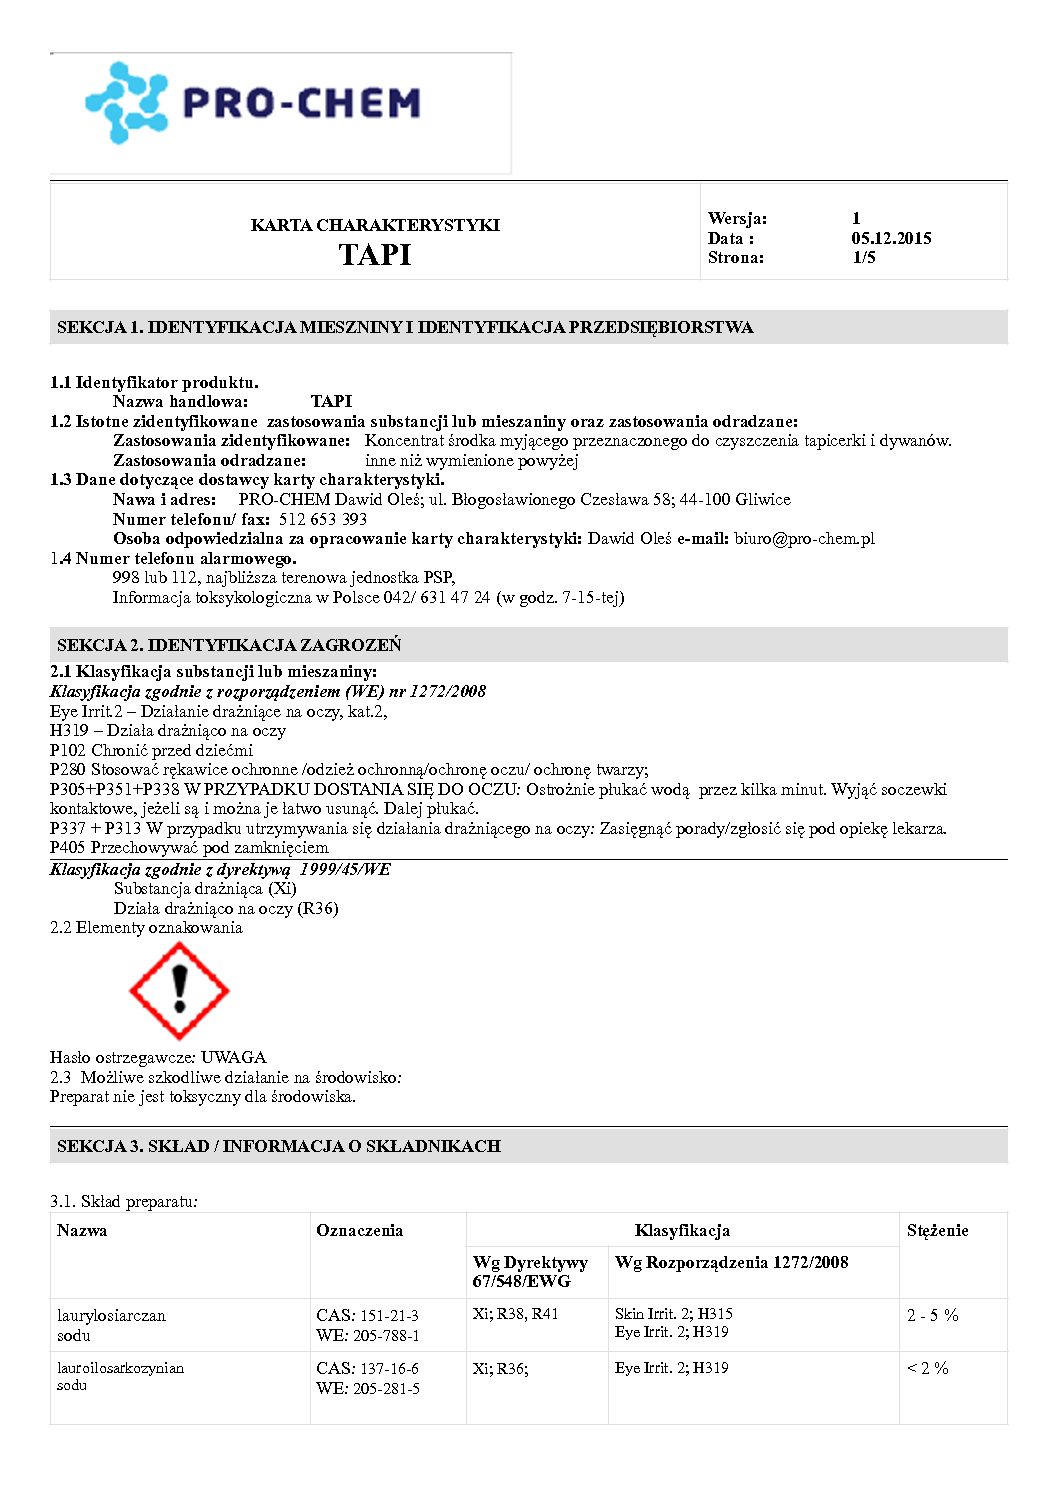 PRO-CHEM
KARTA CHARAKTERYSTYKI
TAPI
Wersja: 1
Data : 05.12.2015
Strona: 1/5
SEKCJA 1. IDENTYFIKACJA MIESZNINY I IDENTYFIKACJA PRZEDSIĘBIORSTWA
1.1 Identyfikator produktu.
Nazwa handlowa: TAPI
1.2 Istotne zidentyfikowane zastosowania substancji lub mieszaniny oraz zastosowania odradzane:
Zastosowania zidentyfikowane: Koncentrat środka myjącego przeznaczonego do czyszczenia tapicerki i dywanów.
Zastosowania odradzane: inne niż wymienione powyżej
1.3 Dane dotyczące dostawcy karty charakterystyki.
Nawa i adres: PRO-CHEM Dawid Oleś; ul. Błogosławionego Czesława 58; 44-100 Gliwice
Numer telefonu/ fax: 512 653 393
Osoba odpowiedzialna za opracowanie karty charakterystyki: Dawid Oleś e-mail: biuro@pro-chem.pl
1.4 Numer telefonu alarmowego.
998 lub 112, najbliższa terenowa jednostka PSP,
Informacja toksykologiczna w Polsce 042/ 631 47 24 (w godz. 7-15-tej)
SEKCJA 2. IDENTYFIKACJA ZAGROZEŃ
2.1 Klasyfikacja substancji lub mieszaniny:
Klasyfikacja zgodnie z rozporządzeniem (WE) nr 1272/2008
Eye Irrit.2 – Działanie drażniące na oczy, kat.2,
H319 – Działa drażniąco na oczy
P102 Chronić przed dziećmi
P280 Stosować rękawice ochronne /odzież ochronną/ochronę oczu/ ochronę twarzy;
P305+P351+P338 W PRZYPADKU DOSTANIA SIĘ DO OCZU: Ostrożnie płukać wodą przez kilka minut. Wyjąć soczewki
kontaktowe, jeżeli są i można je łatwo usunąć. Dalej płukać.
P337 + P313 W przypadku utrzymywania się działania drażniącego na oczy: Zasięgnąć porady/zgłosić się pod opiekę lekarza.
P405 Przechowywać pod zamknięciem
Klasyfikacja zgodnie z dyrektywą 1999/45/WE
Substancja drażniąca (Xi)
Działa drażniąco na oczy (R36)
2.2 Elementy oznakowania
Hasło ostrzegawcze: UWAGA
2.3 Możliwe szkodliwe działanie na środowisko:
Preparat nie jest toksyczny dla środowiska.
SEKCJA 3. SKŁAD / INFORMACJA O SKŁADNIKACH
3.1. Skład preparatu:
Nazwa Oznaczenia Klasyfikacja Stężenie
Wg Dyrektywy Wg Rozporządzenia 1272/2008
67/548/EWG
laurylosiarczan CAS: 151-21-3 Xi; R38, R41 Skin Irrit. 2; H315 2 - 5 %
sodu WE: 205-788-1 Eye Irrit. 2; H319
lauroilosarkozynian CAS: 137-16-6 Xi; R36; Eye Irrit. 2; H319 < 2 %
sodu WE: 205-281-5